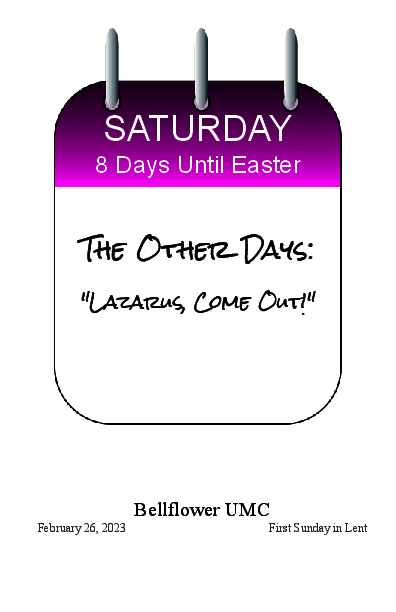 SATURDAY
8 Days Until Easter
The Other Days:
"Lazarus, Come Out!"
Bellflower UMC
February 26, 2023 First Sunday in Lent